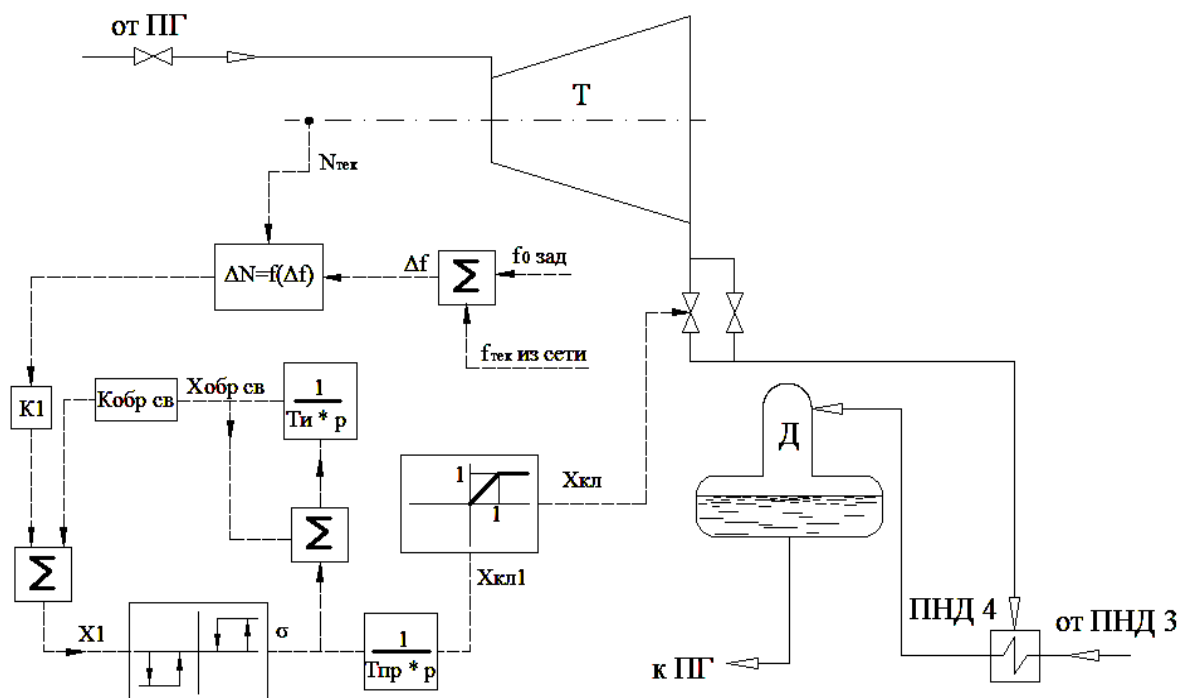 от ПГ
Т
Nтек
ΔN=f(Δf)
Δf
Σ
f0 зад
fтек из сети
К1
Кобр св
Xобр св
1
Tи * p
1
1
Xкл
Д
Σ
Σ
Xкл1
X1
σ
1
Tпр * p
ПНД 4
от ПНД 3
к ПГ